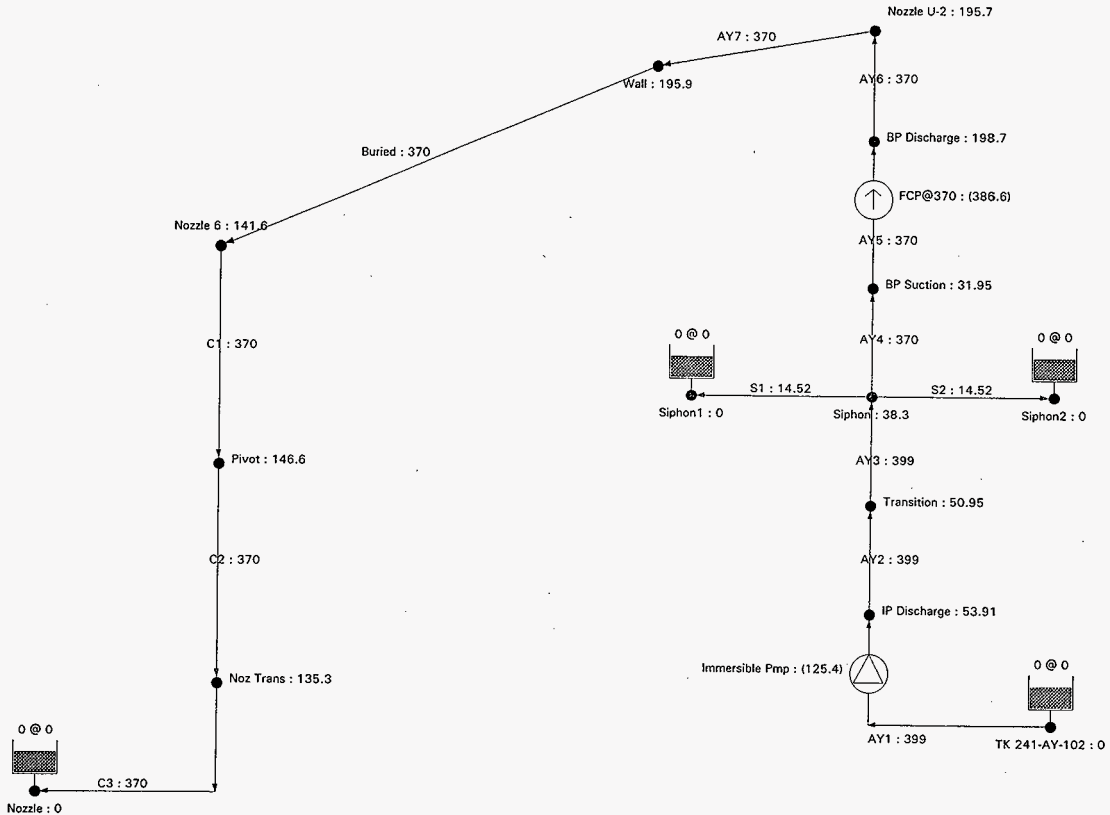 Nozzle U-2 : 195.7
AY7 : 370
Wall : 195.9
AY6 : 370
BP Discharge : 198.7
Buried : 370
FCP@370 : (386.6)
Nozzle 6 : 141.6
AY5 : 370
BP Suction : 31.95
C1 : 370
0 @ 0
AY4 : 370
0 @ 0
S1 : 14.52
S2 : 14.52
Siphon1 : 0
Siphon : 38.3
Siphon2 : 0
Pivot : 146.6
AY3 : 399
Transition : 50.95
C2 : 370
AY2 : 399
IP Discharge : 53.91
Immersible Pmp : (125.4)
0 @ 0
Noz Trans : 135.3
0 @ 0
AY1 : 399
TK 241-AY-102 : 0
C3 : 370
Nozzle : 0